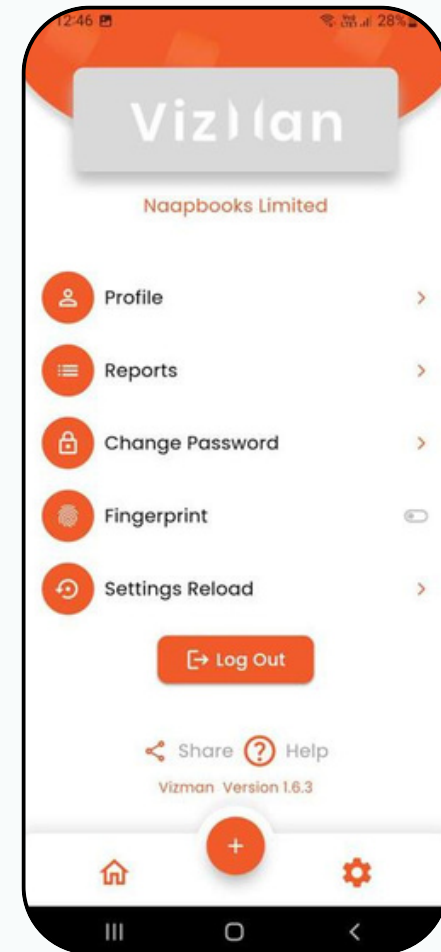 12:46 28%
VizMan
Naapbooks Limited
Profile
Reports
Change Password
Fingerprint
Settings Reload
Log Out
Share Help
Vizman Version 1.6.3